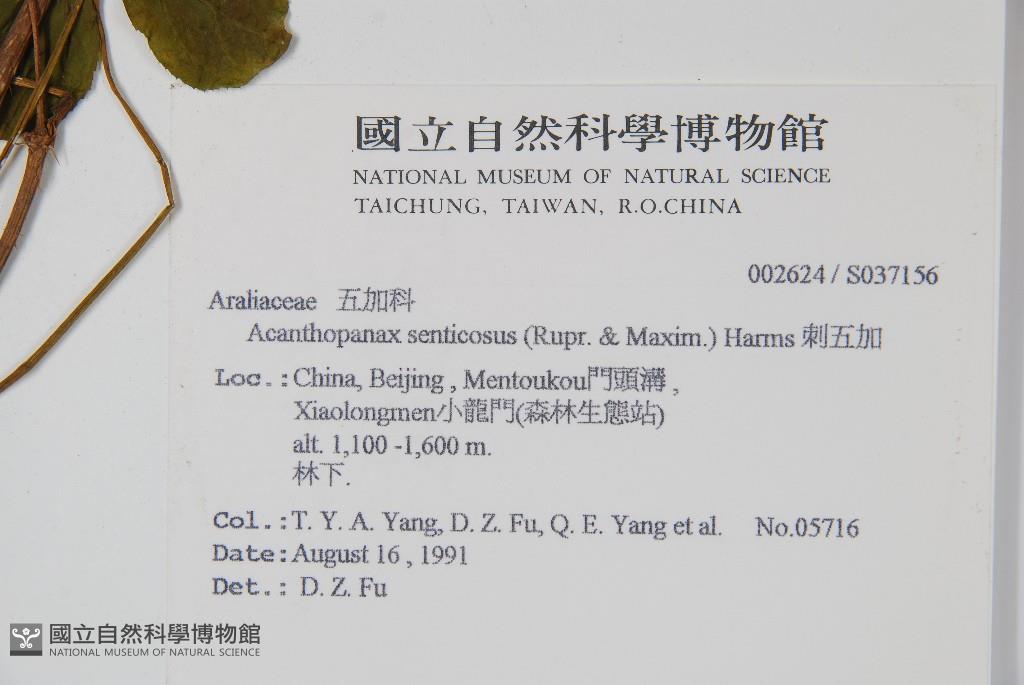 國立自然科學博物館
NATIONAL MUSEUM OF NATURAL SCIENCE
TAICHUNG, TAIWAN, R.O.CHINA
002624 / S037156
Araliaceae 五加科
Acanthopanax senticosus (Rupr. & Maxim.) Harms 刺五加
Loc.:China, Beijing , Mentoukou門頭溝 ,
Xiaolongmen小龍門(森林生態站)
alt. 1,100 -1,600 m.
林下.
Col.:T. Y. A. Yang, D. Z. Fu, Q. E. Yang et al. No.05716
Date:August 16 , 1991
Det.: D. Z. Fu
國立自然科學博物館
NATIONAL MUSEUM OF NATURAL SCIENCE